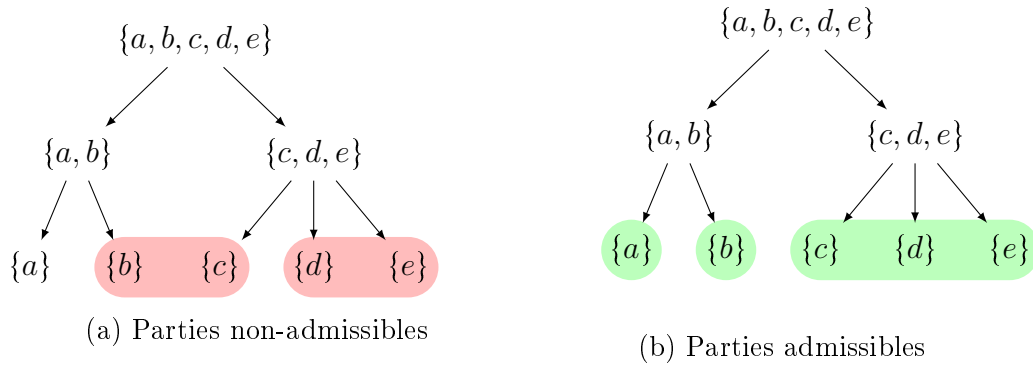 {a, b, c, d, e}
{a, b} {c, d, e}
{a} {b} {c} {d} {e}
(a) Parties non-admissibles
{a, b, c, d, e}
{a, b} {c, d, e}
{a} {b} {c} {d} {e}
(b) Parties admissibles